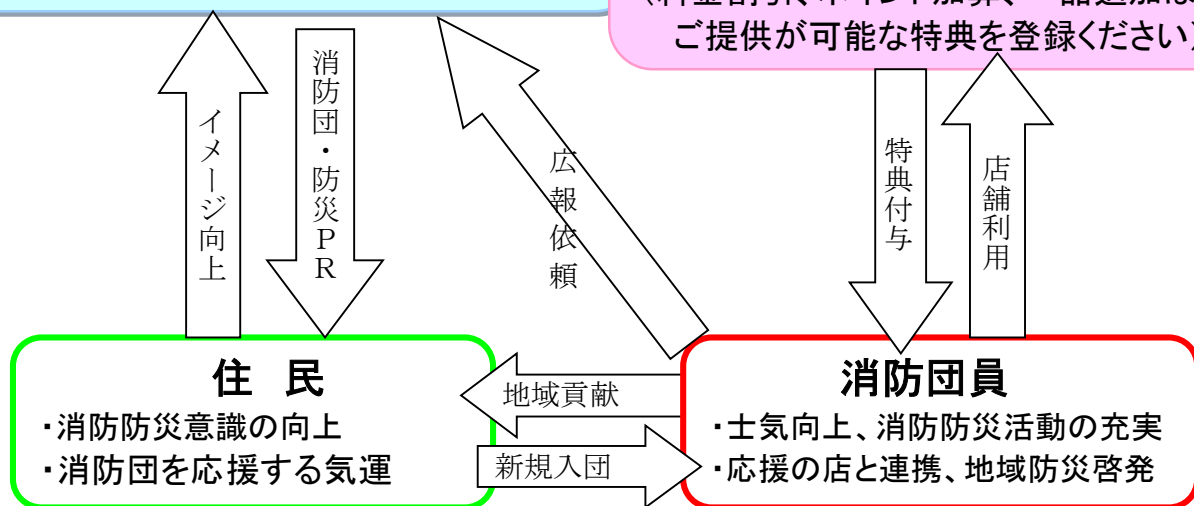 ご提供が可能な特典を登録ください）
イメージ向上
消防団・防災ＰＲ
広報依頼
特典付与
店舗利用
住　民
・消防防災意識の向上
・消防団を応援する気運
地域貢献
新規入団
消防団員
・士気向上、消防防災活動の充実
・応援の店と連携、地域防災啓発